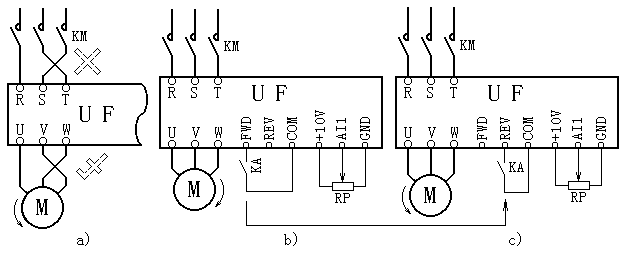 KM KM KM
R S T R S T R S T
U F U F U F
U V W U V W FWD REV COM +10V AI1 GND U V W FWD REV COM +10V AI1 GND
KA KA
M M M
RP RP
a) b) c)